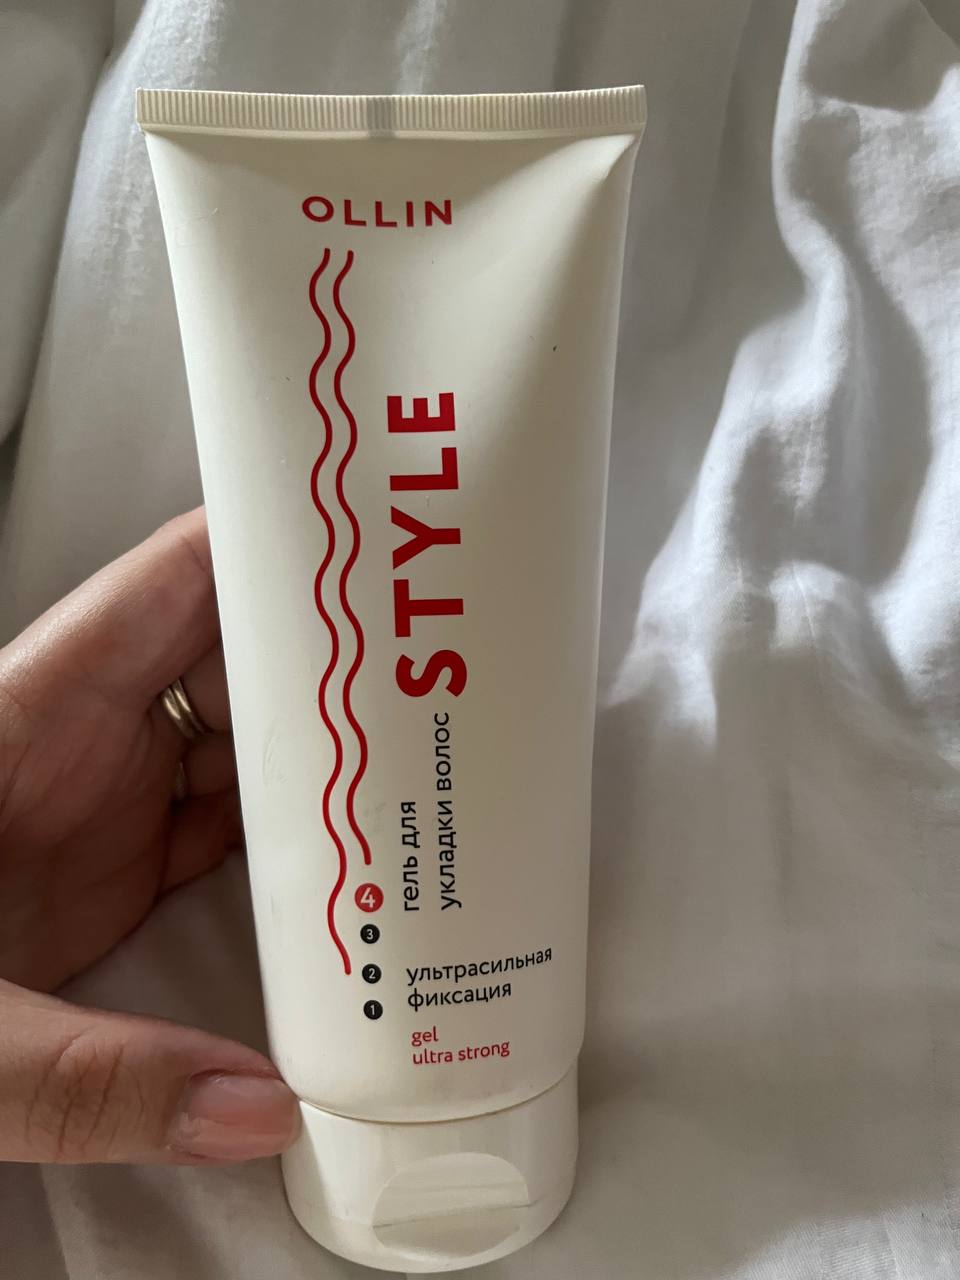 OLLIN
STYLE
гель для
укладки волос
4
3
2
1
ультрасильная
фиксация
gel
ultra strong